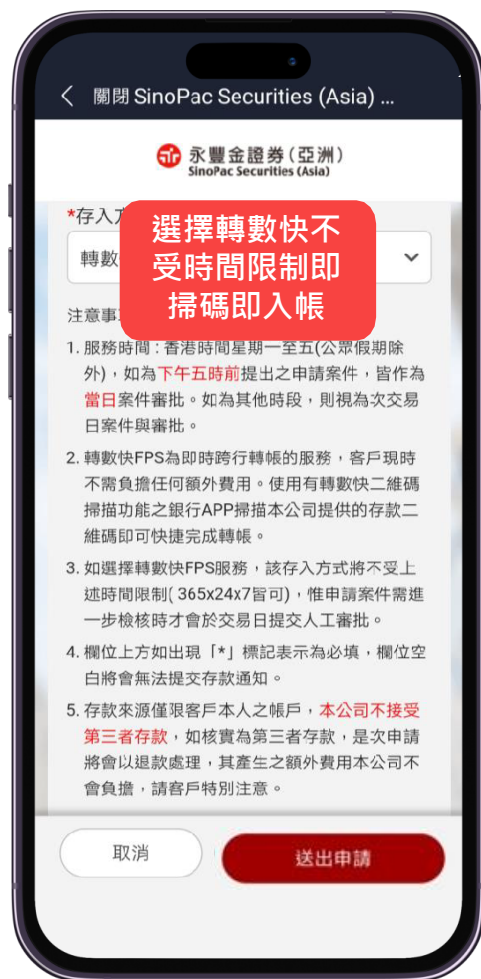 關閉 SinoPac Securities (Asia) ...
永豐金證券(亞洲)
SinoPac Securities (Asia)
*存入
轉數
選擇轉數快不
受時間限制即
掃碼即入帳
注意事
1. 服務時間：香港時間星期一至五(公眾假期除
外)，如為下午五時前提出之申請案件，皆作為
當日案件審批。如為其他時段，則視為次交易
日案件與審批。
2. 轉數快FPS為即時跨行轉帳的服務，客戶現時
不需負擔任何額外費用。使用有轉數快二維碼
掃描功能之銀行APP掃描本公司提供的存款二
維碼即可快捷完成轉帳。
3. 如選擇轉數快FPS服務，該存入方式將不受上
述時間限制( 365x24x7皆可)，惟申請案件需進
一步檢核時才會於交易日提交人工審批。
4. 欄位上方如出現「*」標記表示為必填，欄位空
白將會無法提交存款通知。
5. 存款來源僅限客戶本人之帳戶，本公司不接受
第三者存款，如核實為第三者存款，是次申請
將會以退款處理，其產生之額外費用本公司不
會負擔，請客戶特別注意。
取消
送出申請